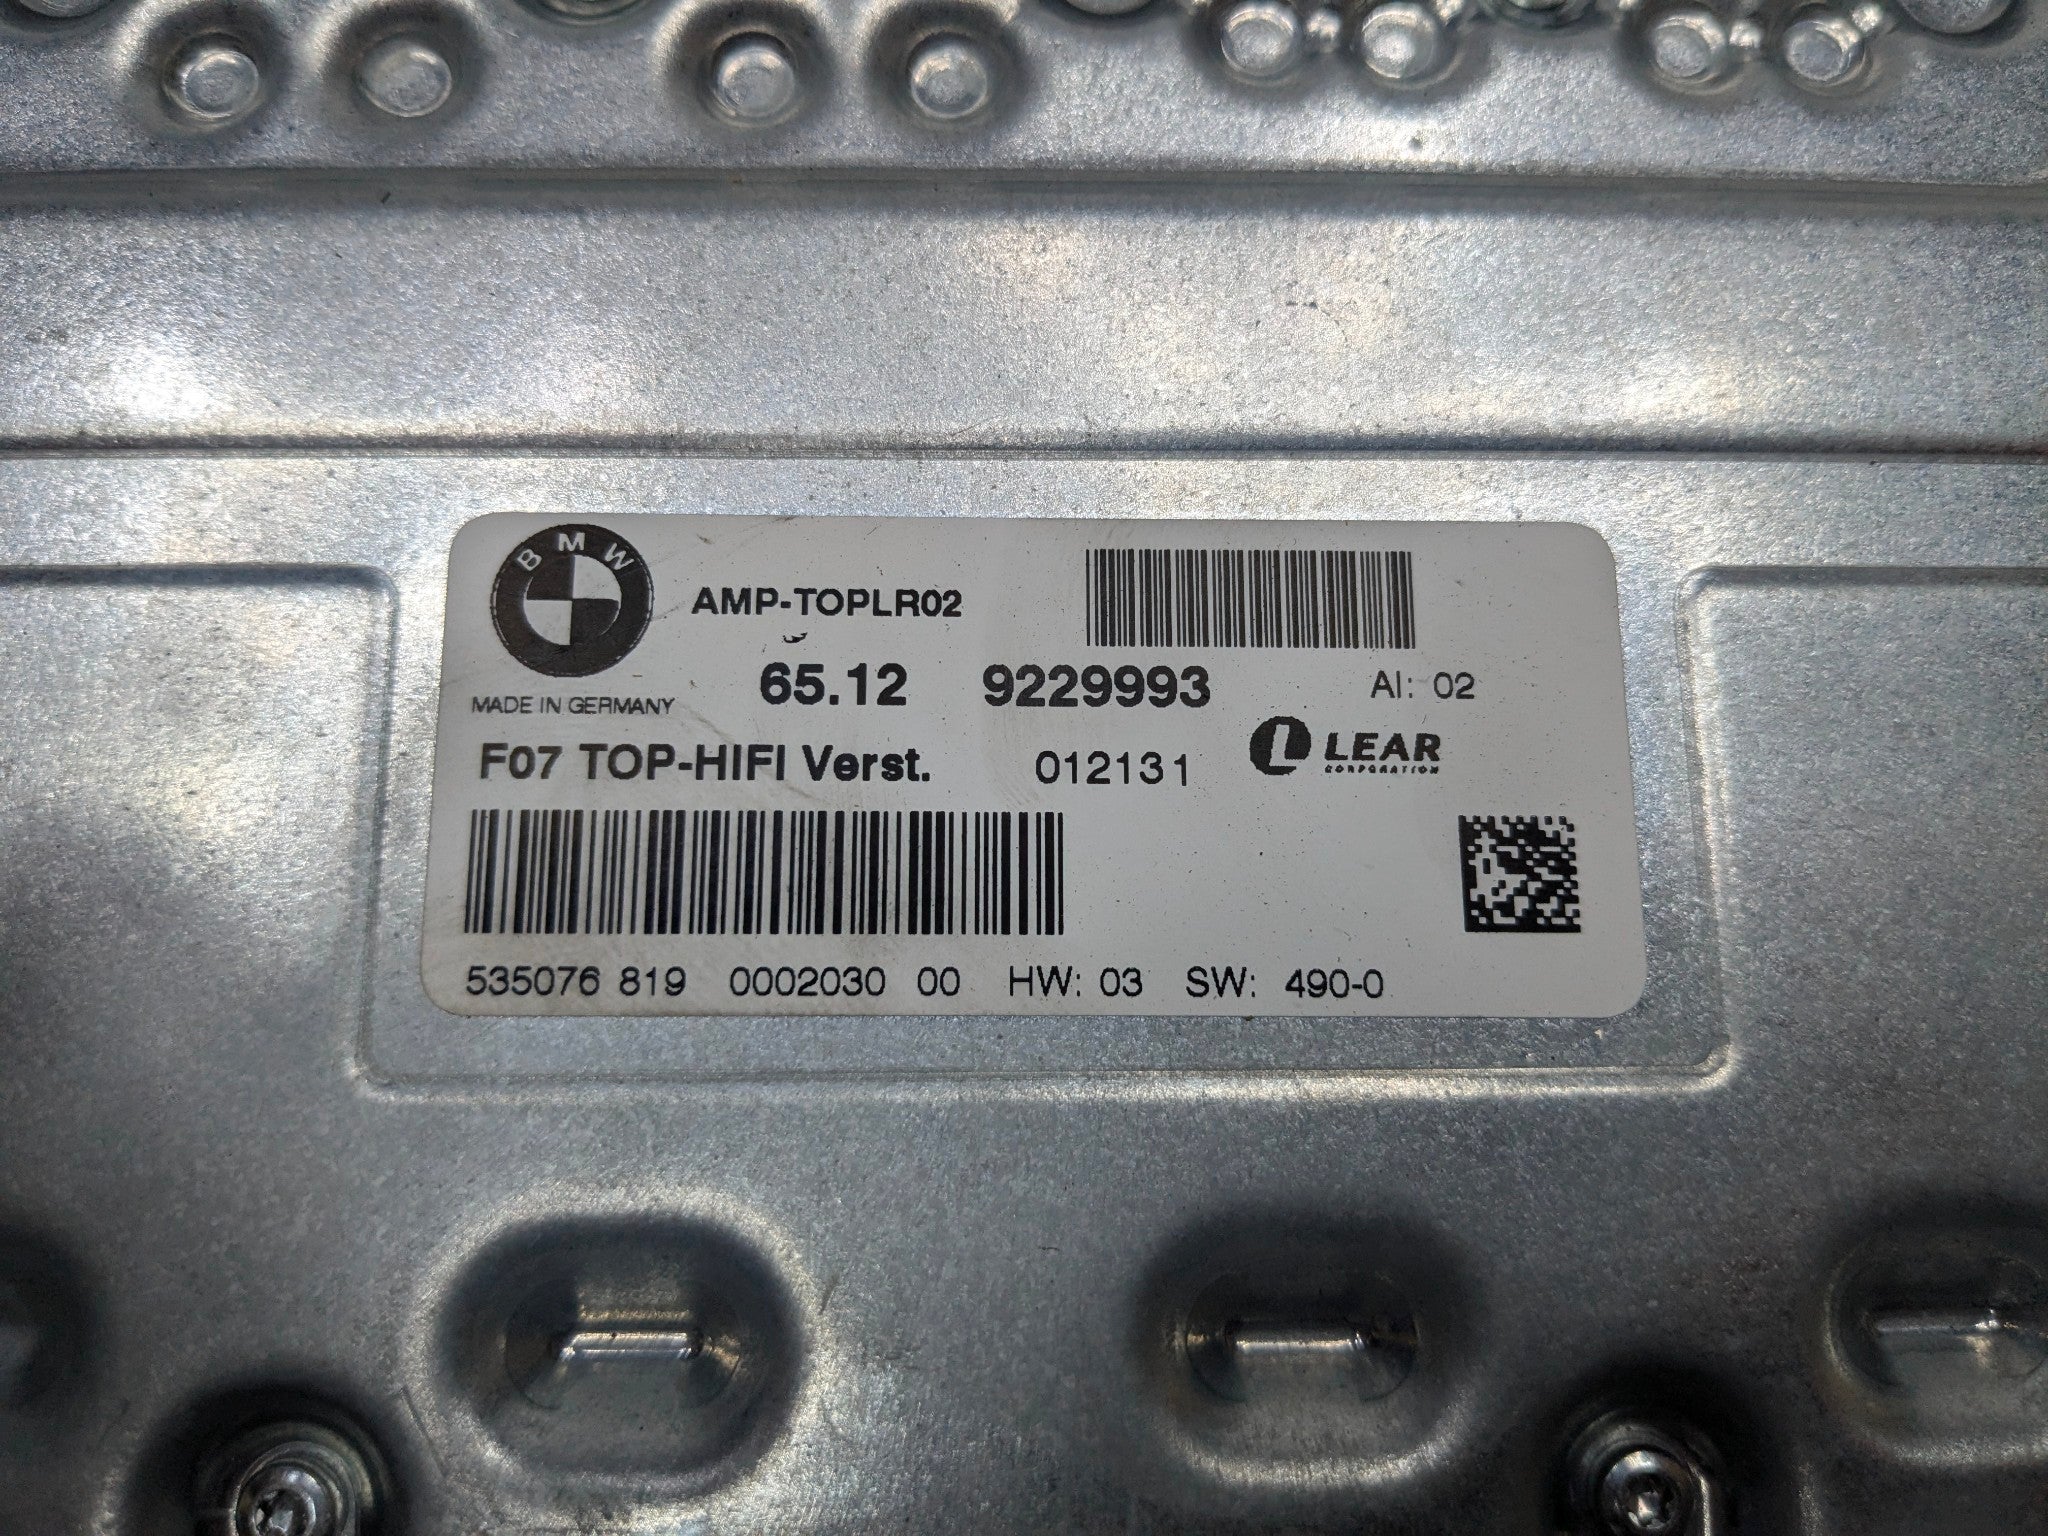 BMW
AMP-TOPLR02
MADE IN GERMANY
65.12 9229993 AI: 02
F07 TOP-HIFI Verst. 012131
LEAR
CORPORATION
535076 819 0002030 00 HW: 03 SW: 490-0